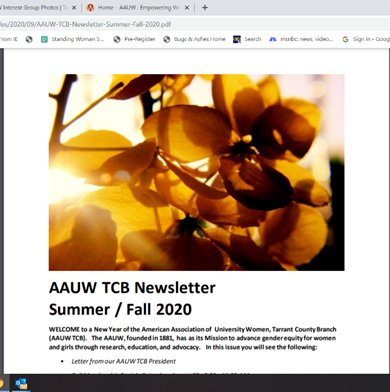 Interest Group Photos | T
Home - AAUW : Empowering W
les/2020/09/AAUW-TCB-Newsletter-Summer-Fall-2020.pdf
From IE
Standing Woman S...
Pre-Register
Bugs & Ashes Home
Search
msnbc news, video...
Sign in – Googl
AAUW TCB Newsletter
Summer / Fall 2020
WELCOME to a New Year of the American Association of University Women, Tarrant County Branch
(AAUW TCB). The AAUW, founded in 1881, has as its Mission to advance gender equity for women
and girls through research, education, and advocacy. In this issue you will see the following:
• Letter from our AAUW TCB President